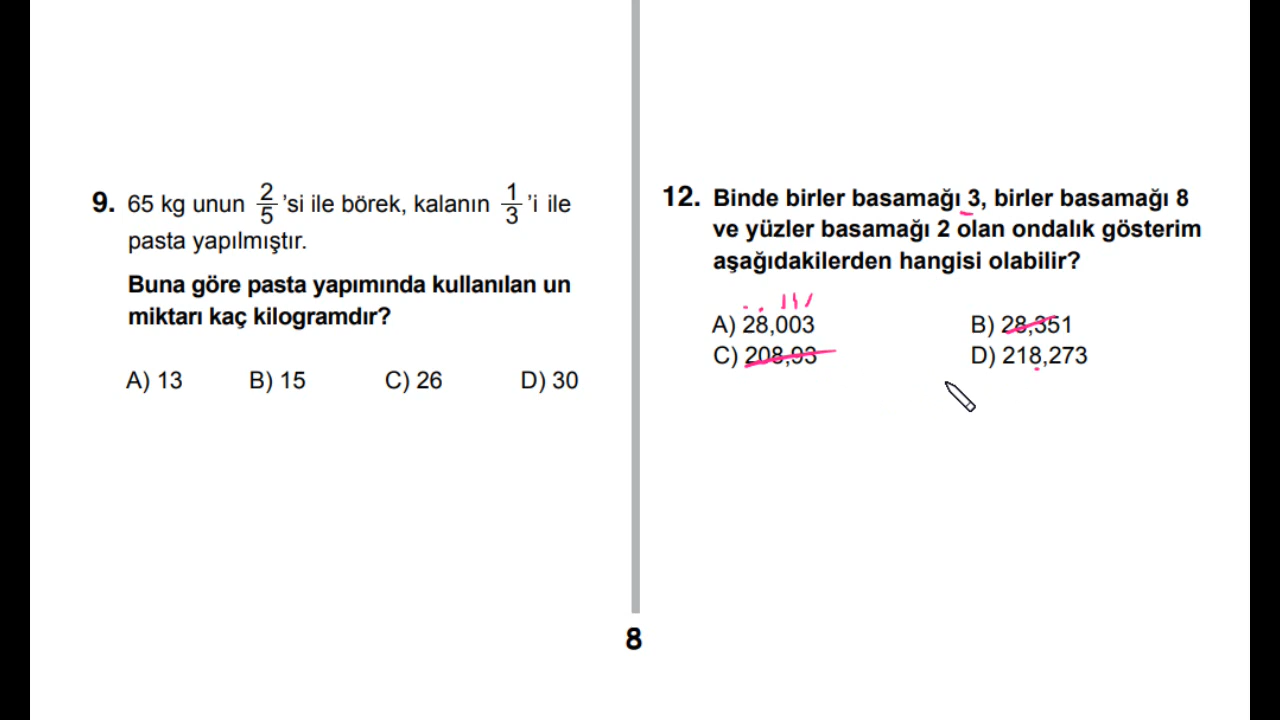 9. 65 kg unun 2/5 'si ile börek, kalanın 1/3 'i ile
pasta yapılmıştır.
Buna göre pasta yapımında kullanılan un
miktarı kaç kilogramdır?
A) 13 B) 15 C) 26 D) 30
12. Binde birler basamağı 3, birler basamağı 8
ve yüzler basamağı 2 olan ondalık gösterim
aşağıdakilerden hangisi olabilir?
A) 28,003 B) 28,351
C) 208,93 D) 218,273
8